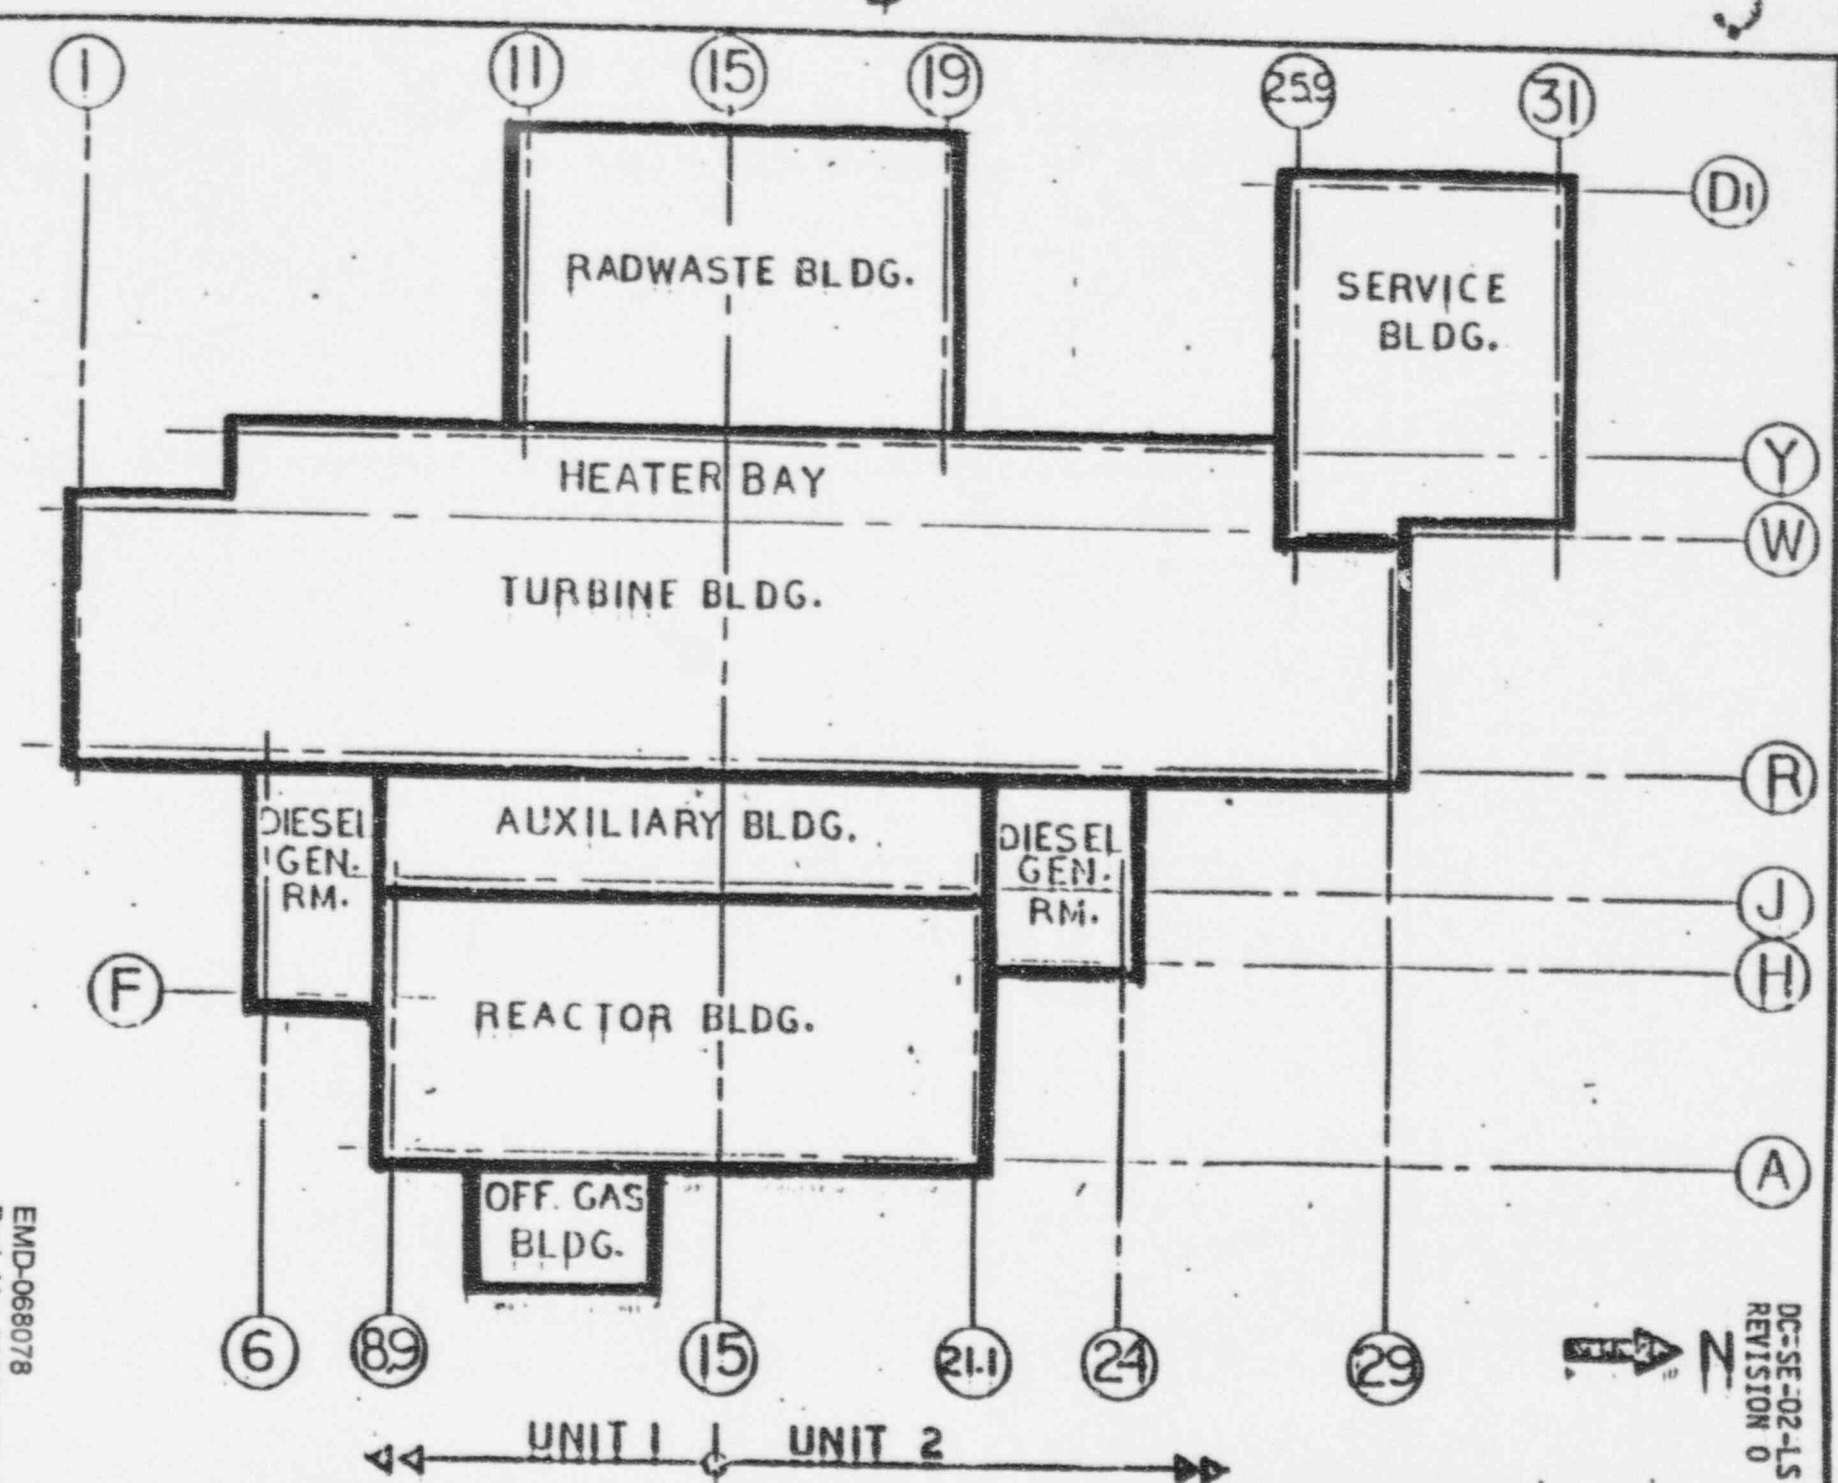 1
11
15
19
25.9
31
D1
RADWASTE BLDG.
SERVICE
BLDG.
Y
HEATER BAY
W
TURBINE BLDG.
R
DIESEL
GEN.
RM.
AUXILIARY BLDG.
DIESEL
GEN.
RM.
J
H
F
REACTOR BLDG.
A
OFF. GAS
BLDG.
6
8.9
15
21.1
24
29
N
UNIT 1
UNIT 2
DC-SE-02-LS
REVISION 0
EMD-068078